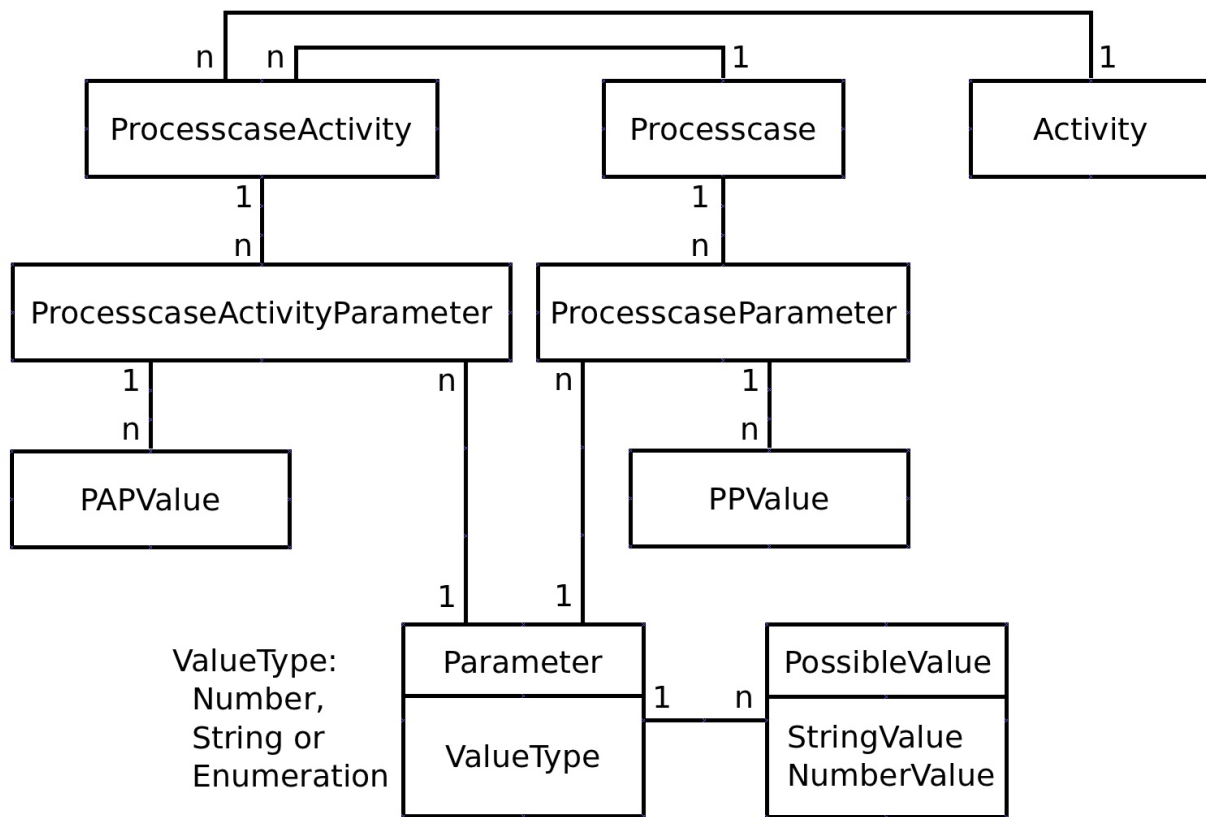 n n 1 1
ProcesscaseActivity Processcase Activity
1 1
n n
ProcesscaseActivityParameter ProcesscaseParameter
1 n n 1
n n
PAPValue PPValue
1 1
ValueType:
Number,
String or
Enumeration
Parameter
ValueType
1 n
PossibleValue
StringValue
NumberValue